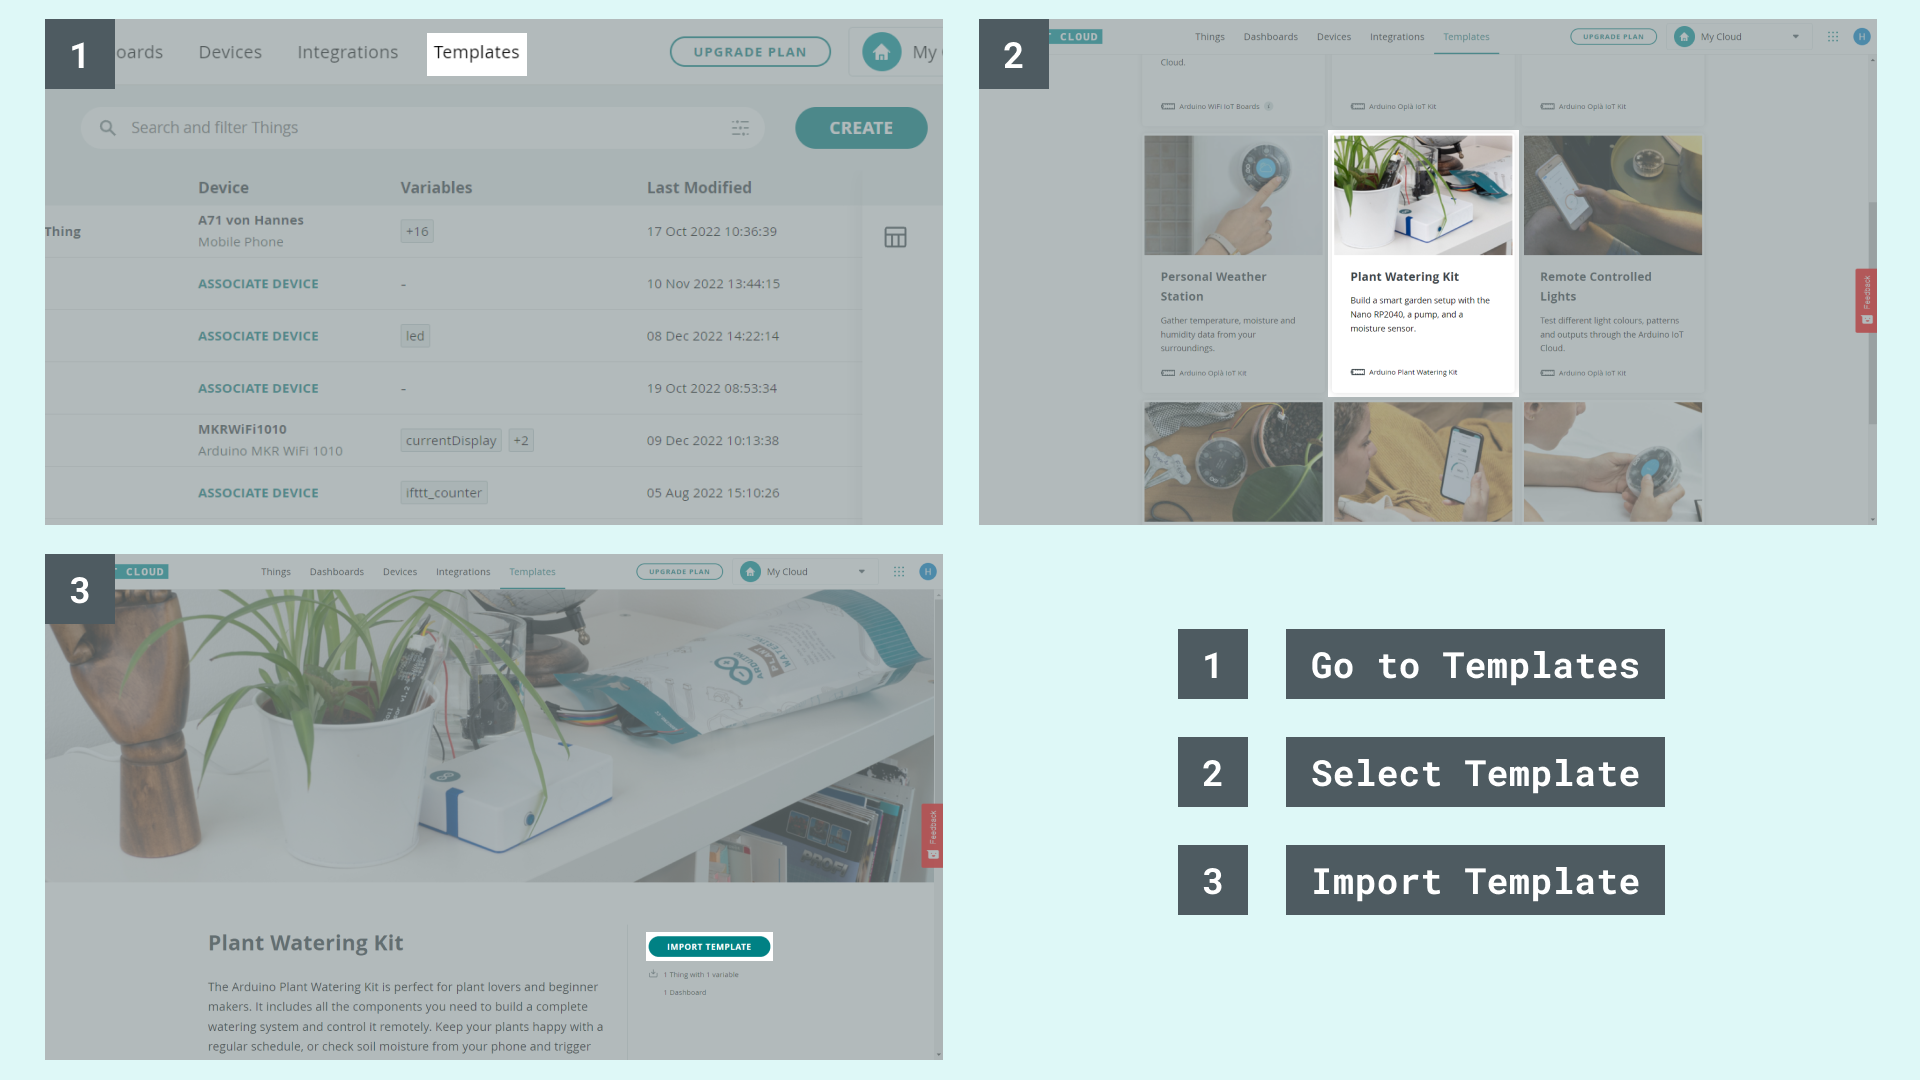 1
oards
Devices
Integrations
Templates
UPGRADE PLAN
My
Search and filter Things
CREATE
Device
Variables
Last Modified
Thing
A71 von Hannes
Mobile Phone
+16
17 Oct 2022 10:36:39
ASSOCIATE DEVICE
-
10 Nov 2022 13:44:15
ASSOCIATE DEVICE
led
08 Dec 2022 14:22:14
ASSOCIATE DEVICE
-
19 Oct 2022 08:53:34
MKRWiFi1010
Arduino MKR WiFi 1010
currentDisplay
+2
09 Dec 2022 10:13:38
ASSOCIATE DEVICE
ifttt_counter
05 Aug 2022 15:10:26
2
CLOUD
Things
Dashboards
Devices
Integrations
Templates
UPGRADE PLAN
My Cloud
H
Cloud.
Arduino WiFi IoT Boards
Arduino Oplà IoT Kit
Arduino Oplà IoT Kit
Personal Weather
Station
Gather temperature, moisture and
humidity data from your
surroundings.
Arduino Oplà IoT Kit
Plant Watering Kit
Build a smart garden setup with the
Nano RP2040, a pump, and a
moisture sensor.
Arduino Plant Watering Kit
Remote Controlled
Lights
Test different light colours, patterns
and outputs through the Arduino IoT
Cloud.
Arduino Oplà IoT Kit
Feedback
3
CLOUD
Things
Dashboards
Devices
Integrations
Templates
UPGRADE PLAN
My Cloud
H
ARDUINO
PLANT
WATERING
PROFI
Feedback
Plant Watering Kit
The Arduino Plant Watering Kit is perfect for plant lovers and beginner
makers. It includes all the components you need to build a complete
watering system and control it remotely. Keep your plants happy with a
regular schedule, or check soil moisture from your phone and trigger
IMPORT TEMPLATE
1 Thing with 1 variable
1 Dashboard
1
Go to Templates
2
Select Template
3
Import Template